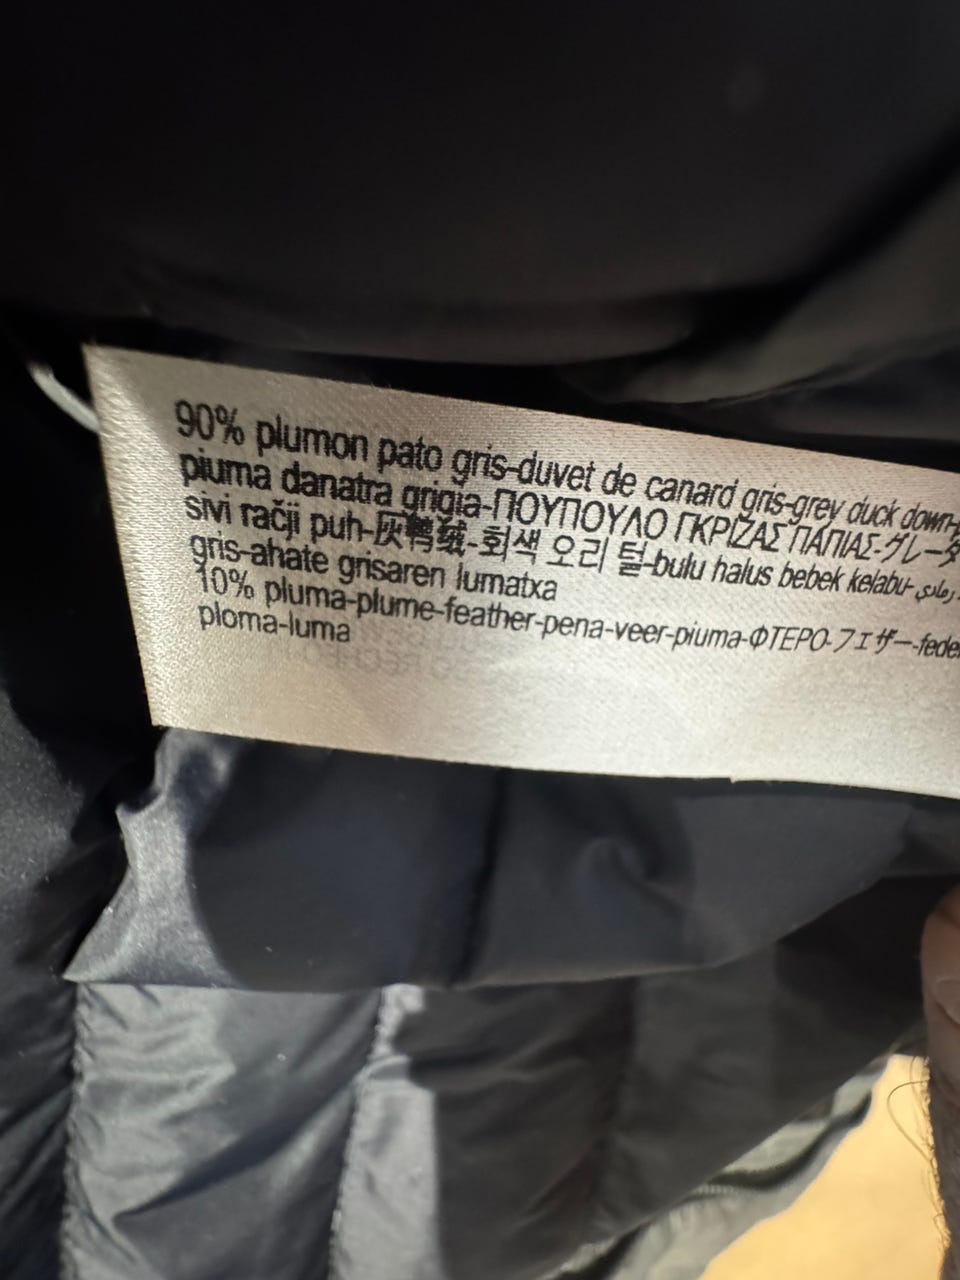 90% plumon pato gris-duvet de canard gris-grey duck down-
piuma danatra grigia-ΠΟΥΠΟΥΛΟ ΓΚΡΙΖΑΣ ΠΑΠΙΑΣ-グレー
sivi račji puh-灰鸭绒-회색 오리 털-bulu halus bebek kelabu-
gris-ahate grisaren lumatxa
10% pluma-plume-feather-pena-veer-piuma-ΦΤΕΡΟ-フェザー-feder
ploma-luma